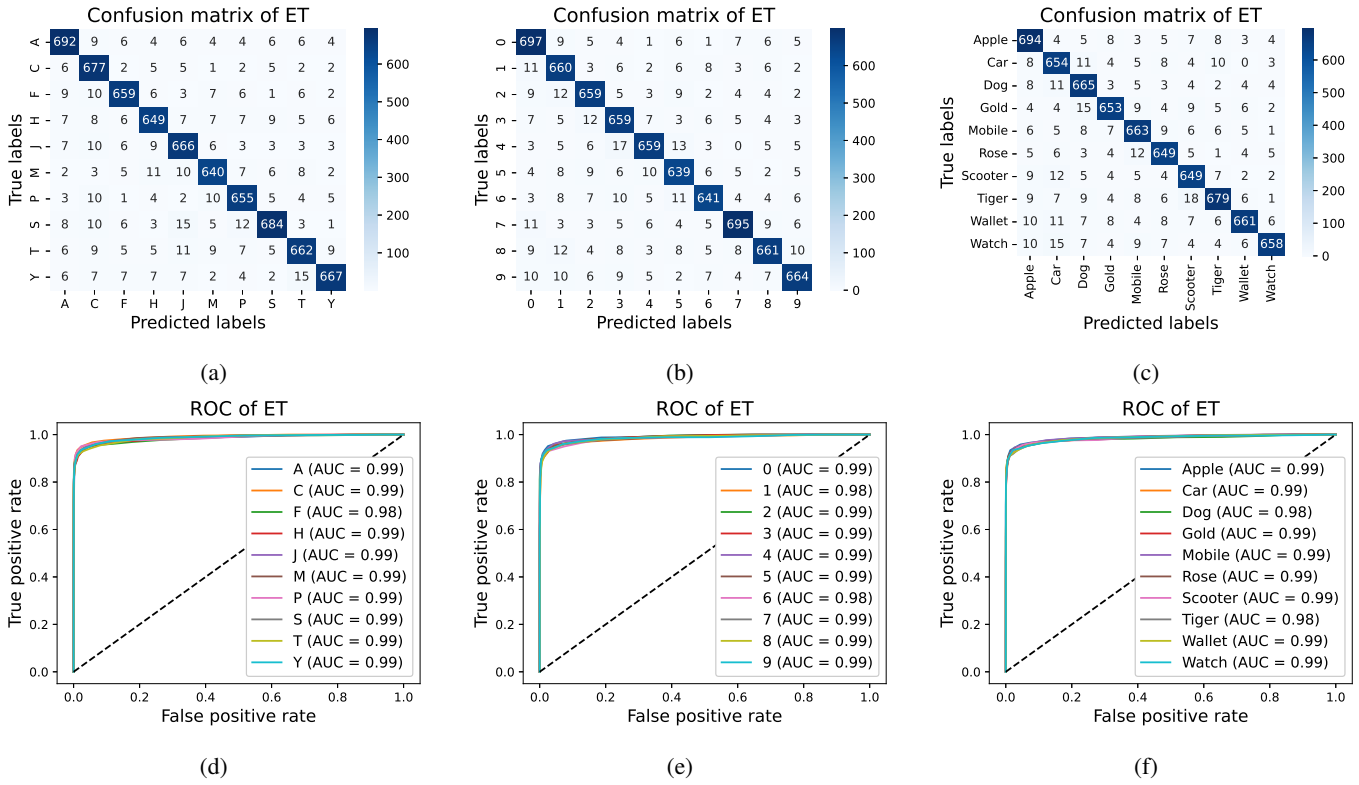 Confusion matrix of ET
True labels
A 692 9 6 4 6 4 4 6 6 4
C 6 677 2 5 5 1 2 5 2 2
F 9 10 659 6 3 7 6 1 6 2
H 7 8 6 649 7 7 7 9 5 6
J 7 10 6 9 666 6 3 3 3 3
M 2 3 5 11 10 640 7 6 8 2
P 3 10 1 4 2 10 655 5 4 5
S 8 10 6 3 15 5 12 684 3 1
T 6 9 5 5 11 9 7 5 662 9
Y 6 7 7 7 7 2 4 2 15 667
A C F H J M P S T Y
Predicted labels
600
500
400
300
200
100
(a)
Confusion matrix of ET
True labels
0 697 9 5 4 1 6 1 7 6 5
1 11 660 3 6 2 6 8 3 6 2
2 9 12 659 5 3 9 2 4 4 2
3 7 5 12 659 7 3 6 5 4 3
4 4 3 5 17 659 13 3 0 5 5
5 4 8 9 6 10 639 6 5 2 5
6 3 8 7 10 5 11 641 4 4 6
7 11 3 3 5 6 4 5 695 9 6
8 9 12 4 8 3 8 5 8 661 10
9 10 10 6 9 5 2 4 7 7 664
0 1 2 3 4 5 6 7 8 9
Predicted labels
600
500
400
300
200
100
0
(b)
Confusion matrix of ET
True labels
Apple 694 4 5 8 3 5 7 8 3 4
Car 8 654 11 4 5 8 4 10 0 3
Dog 8 11 665 4 5 4 5 4 6 2
Gold 4 4 15 653 9 4 9 5 6 2
Mobile 6 5 8 7 663 9 6 6 5 1
Rose 5 6 3 4 12 649 5 1 4 5
Scooter 9 12 5 4 5 4 649 7 2 2
Tiger 9 7 9 4 8 6 18 679 6 1
Wallet 10 11 7 8 4 8 7 4 661 6
Watch 10 15 7 4 9 7 4 4 6 658
Apple Car Dog Gold Mobile Rose Scooter Tiger Wallet Watch
Predicted labels
600
500
400
300
200
100
0
(c)
ROC of ET
True positive rate
1.0
0.8
0.6
0.4
0.2
0.0
A (AUC = 0.99)
C (AUC = 0.99)
F (AUC = 0.98)
H (AUC = 0.99)
J (AUC = 0.99)
M (AUC = 0.99)
P (AUC = 0.99)
S (AUC = 0.99)
T (AUC = 0.99)
Y (AUC = 0.99)
0.0 0.2 0.4 0.6 0.8 1.0
False positive rate
(d)
ROC of ET
True positive rate
1.0
0.8
0.6
0.4
0.2
0.0
0 (AUC = 0.99)
1 (AUC = 0.98)
2 (AUC = 0.99)
3 (AUC = 0.99)
4 (AUC = 0.99)
5 (AUC = 0.99)
6 (AUC = 0.98)
7 (AUC = 0.99)
8 (AUC = 0.99)
9 (AUC = 0.99)
0.0 0.2 0.4 0.6 0.8 1.0
False positive rate
(e)
ROC of ET
True positive rate
1.0
0.8
0.6
0.4
0.2
0.0
Apple (AUC = 0.99)
Car (AUC = 0.99)
Dog (AUC = 0.98)
Gold (AUC = 0.99)
Mobile (AUC = 0.99)
Rose (AUC = 0.99)
Scooter (AUC = 0.99)
Tiger (AUC = 0.98)
Wallet (AUC = 0.99)
Watch (AUC = 0.99)
0.0 0.2 0.4 0.6 0.8 1.0
False positive rate
(f)